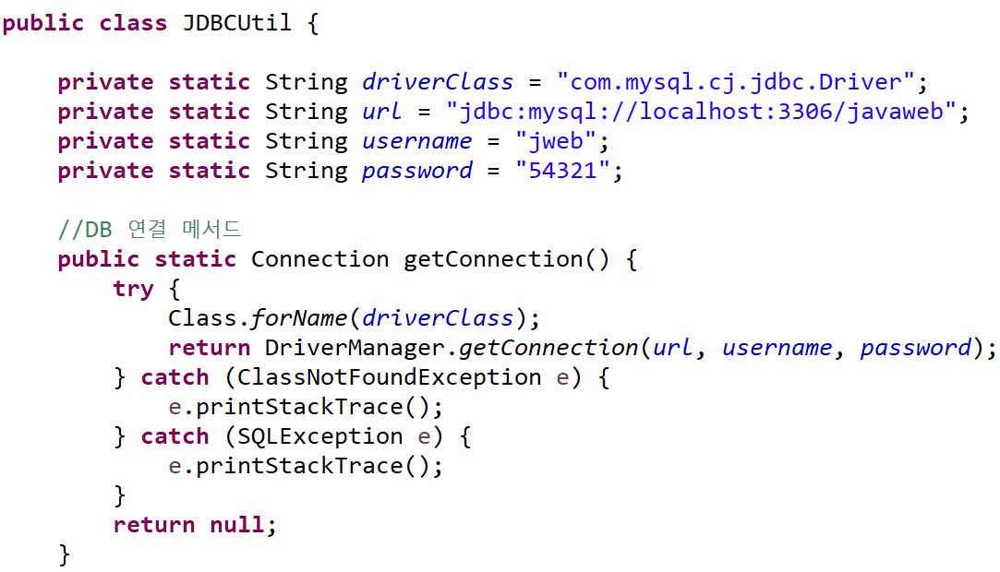 public class JDBCUtil {
private static String driverClass = "com.mysql.cj.jdbc.Driver";
private static String url = "jdbc:mysql://localhost:3306/javaweb";
private static String username = "jweb";
private static String password = "54321";
//DB 연결 메서드
public static Connection getConnection() {
try {
Class.forName(driverClass);
return DriverManager.getConnection(url, username, password);
} catch (ClassNotFoundException e) {
e.printStackTrace();
} catch (SQLException e) {
e.printStackTrace();
}
return null;
}